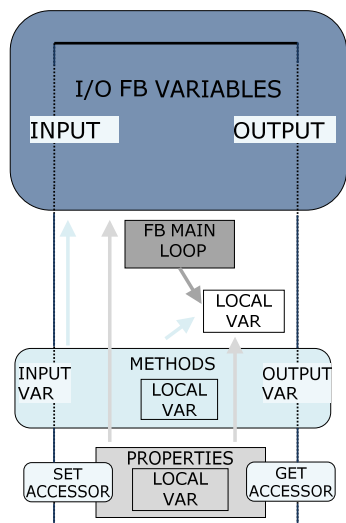 I/O FB VARIABLES
INPUT
OUTPUT
FB MAIN
LOOP
LOCAL
VAR
METHODS
INPUT
VAR
LOCAL
VAR
OUTPUT
VAR
PROPERTIES
SET
ACCESSOR
LOCAL
VAR
GET
ACCESSOR